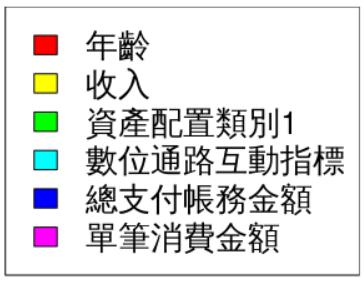 年齡
收入
資產配置類別1
數位通路互動指標
總支付帳務金額
單筆消費金額